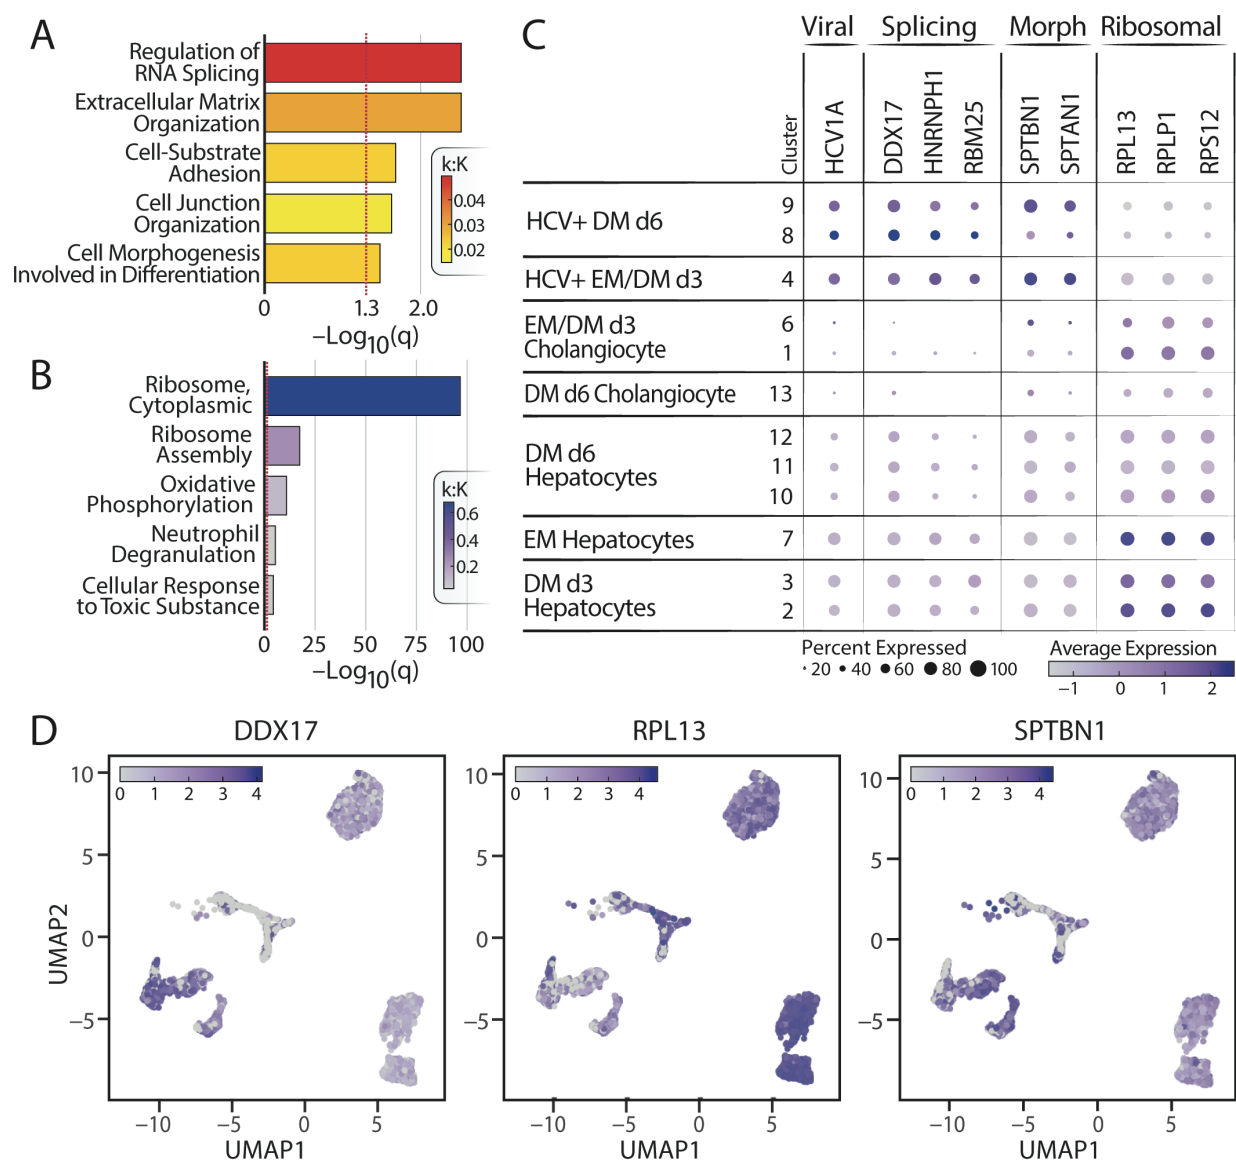 A
Regulation of
RNA Splicing
Extracellular Matrix
Organization
Cell-Substrate
Adhesion
Cell Junction
Organization
Cell Morphogenesis
Involved in Differentiation
k:K
0.04
0.03
0.02
0 1.3 2.0
−Log10(q)
B
Ribosome,
Cytoplasmic
Ribosome
Assembly
Oxidative
Phosphorylation
Neutrophil
Degranulation
Cellular Response
to Toxic Substance
k:K
0.6
0.4
0.2
0 25 50 75 100
−Log10(q)
C
Viral Splicing Morph Ribosomal
Cluster HCV1A DDX17 HNRNPH1 RBM25 SPTBN1 SPTAN1 RPL13 RPLP1 RPS12
HCV+ DM d6
9
8
HCV+ EM/DM d3 4
EM/DM d3
Cholangiocyte
6
1
DM d6 Cholangiocyte 13
DM d6
Hepatocytes
12
11
10
EM Hepatocytes 7
DM d3
Hepatocytes
3
2
Percent Expressed
20 40 60 80 100
Average Expression
−1 0 1 2
D
DDX17
0 1 2 3 4
10
5
0
−5
UMAP2
−10 −5 0 5
UMAP1
RPL13
0 1 2 3 4
10
5
0
−5
−10 −5 0 5
UMAP1
SPTBN1
0 1 2 3 4
10
5
0
−5
−10 −5 0 5
UMAP1